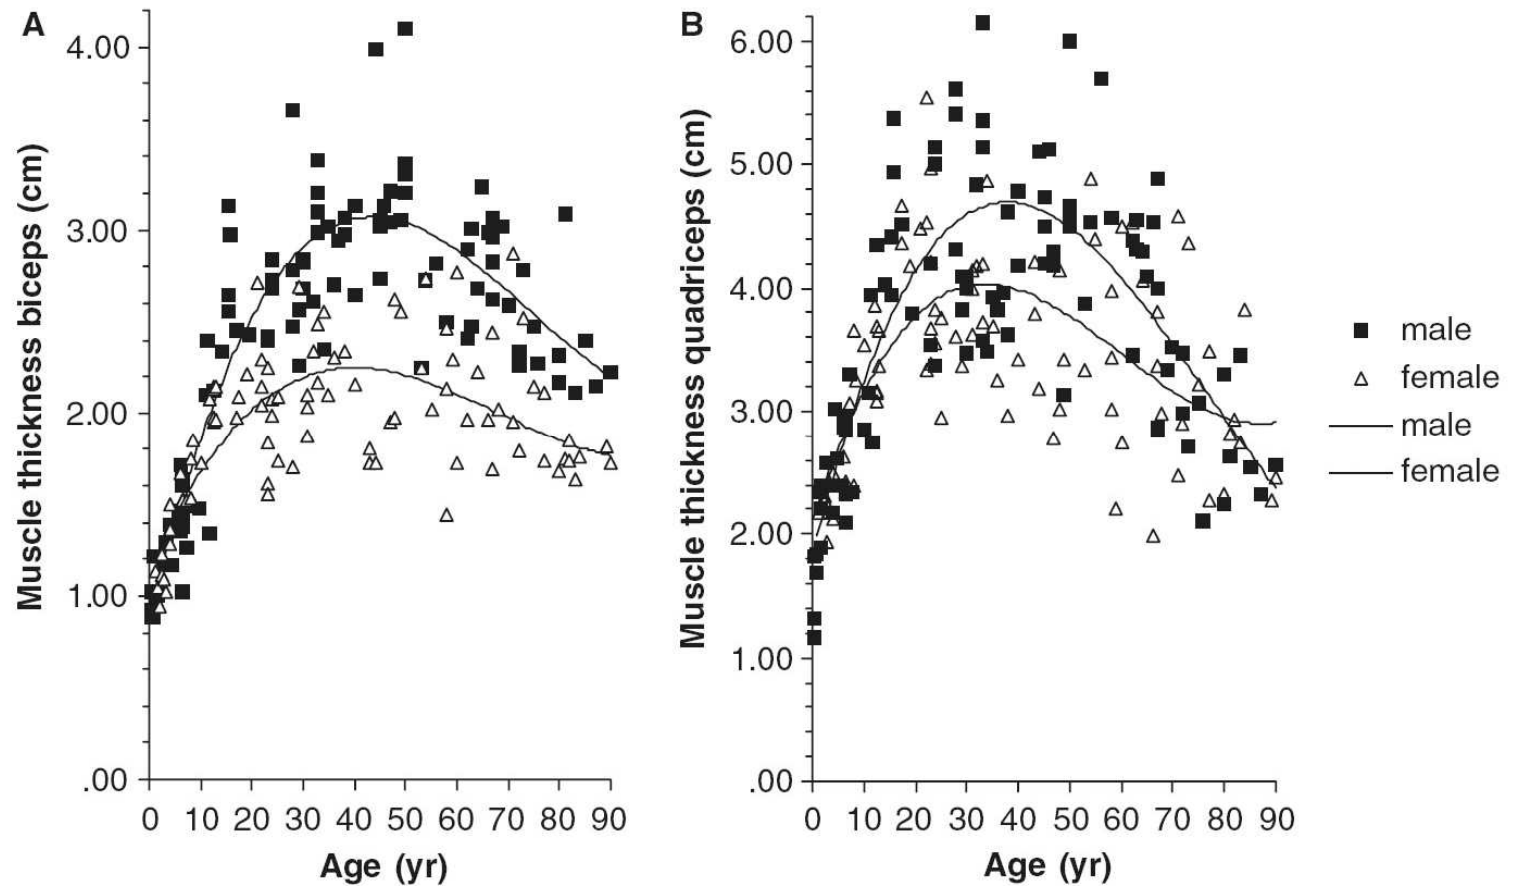 A
Muscle thickness biceps (cm)
4.00
3.00
2.00
1.00
.00
0 10 20 30 40 50 60 70 80 90
Age (yr)
B
Muscle thickness quadriceps (cm)
6.00
5.00
4.00
3.00
2.00
1.00
.00
0 10 20 30 40 50 60 70 80 90
Age (yr)
male
female
male
female